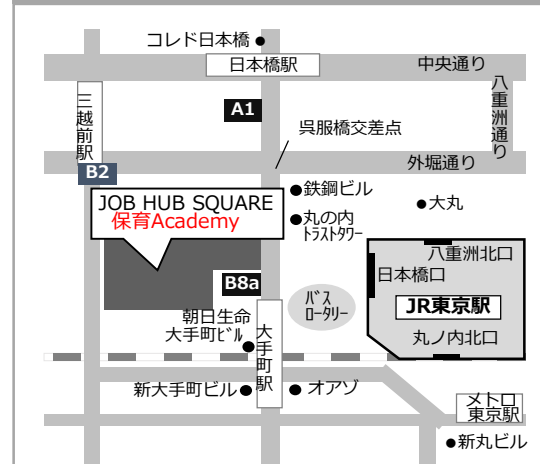 コレド日本橋
日本橋駅
中央通り
八重洲通り
三越前駅
A1
呉服橋交差点
外堀通り
B2
JOB HUB SQUARE
保育Academy
鉄鋼ビル
大丸
丸の内
トラストタワー
八重洲北口
日本橋口
B8a
バス
ロータリー
JR東京駅
朝日生命
大手町ビル
大手町駅
丸ノ内北口
新大手町ビル
オアゾ
メトロ
東京駅
新丸ビル